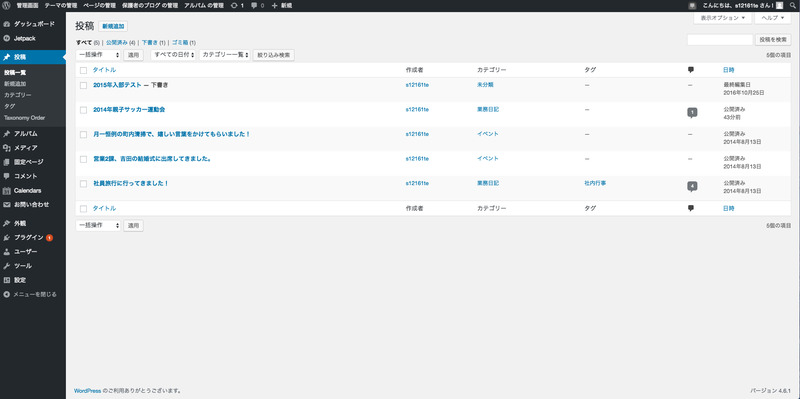 管理画面 テーマの管理 ページの管理 保護者のブログ の管理 アルバム の管理 1 0 新規 こんにちは、s12161te さん！
ダッシュボード
Jetpack
投稿
投稿一覧
新規追加
カテゴリー
タグ
Taxonomy Order
アルバム
メディア
固定ページ
コメント
Calendars
お問い合わせ
外観
プラグイン 1
ユーザー
ツール
設定
メニューを閉じる
表示オプション ヘルプ
投稿 新規追加
すべて (5) | 公開済み (4) | 下書き (1) | ゴミ箱 (1)
投稿を検索
一括操作 適用 すべての日付 カテゴリー一覧 絞り込み検索 5個の項目
タイトル 作成者 カテゴリー タグ 日時
2015年入部テスト — 下書き s12161te 未分類 — — 最終編集日
2016年10月25日
2014年親子サッカー運動会 s12161te 業務日記 — 1 公開済み
43分前
月一恒例の町内清掃で、嬉しい言葉をかけてもらいました！ s12161te イベント — — 公開済み
2014年8月13日
営業2課、吉田の結婚式に出席してきました。 s12161te イベント — — 公開済み
2014年8月13日
社員旅行に行ってきました！ s12161te 業務日記 社内行事 4 公開済み
2014年8月13日
タイトル 作成者 カテゴリー タグ 日時
一括操作 適用 5個の項目
WordPress のご利用ありがとうございます。 バージョン 4.6.1